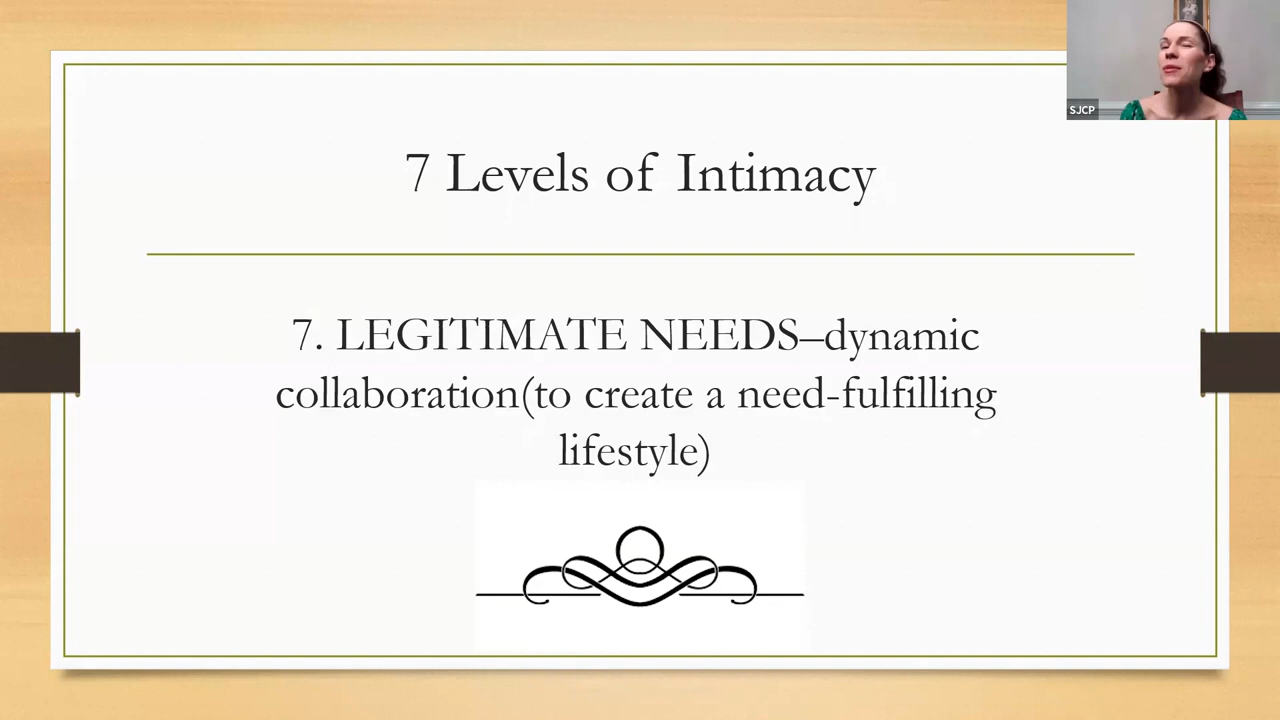 SJCP
7 Levels of Intimacy
7. LEGITIMATE NEEDS–dynamic
collaboration(to create a need-fulfilling
lifestyle)